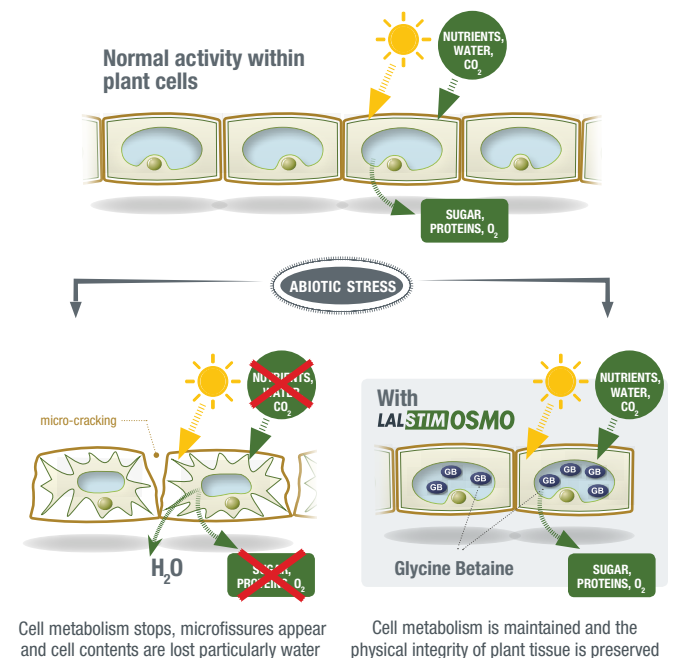 Normal activity within
plant cells
NUTRIENTS,
WATER,
CO₂
SUGAR,
PROTEINS, O₂
ABIOTIC STRESS
NUTRIENTS,
WATER
CO₂
micro-cracking
H₂O
SUGAR,
PROTEINS, O₂
Cell metabolism stops, microfissures appear
and cell contents are lost particularly water
With
LALSTIM OSMO
NUTRIENTS,
WATER,
CO₂
GB
GB
GB
GB
GB
GB
GB
Glycine Betaine
SUGAR,
PROTEINS, O₂
Cell metabolism is maintained and the
physical integrity of plant tissue is preserved